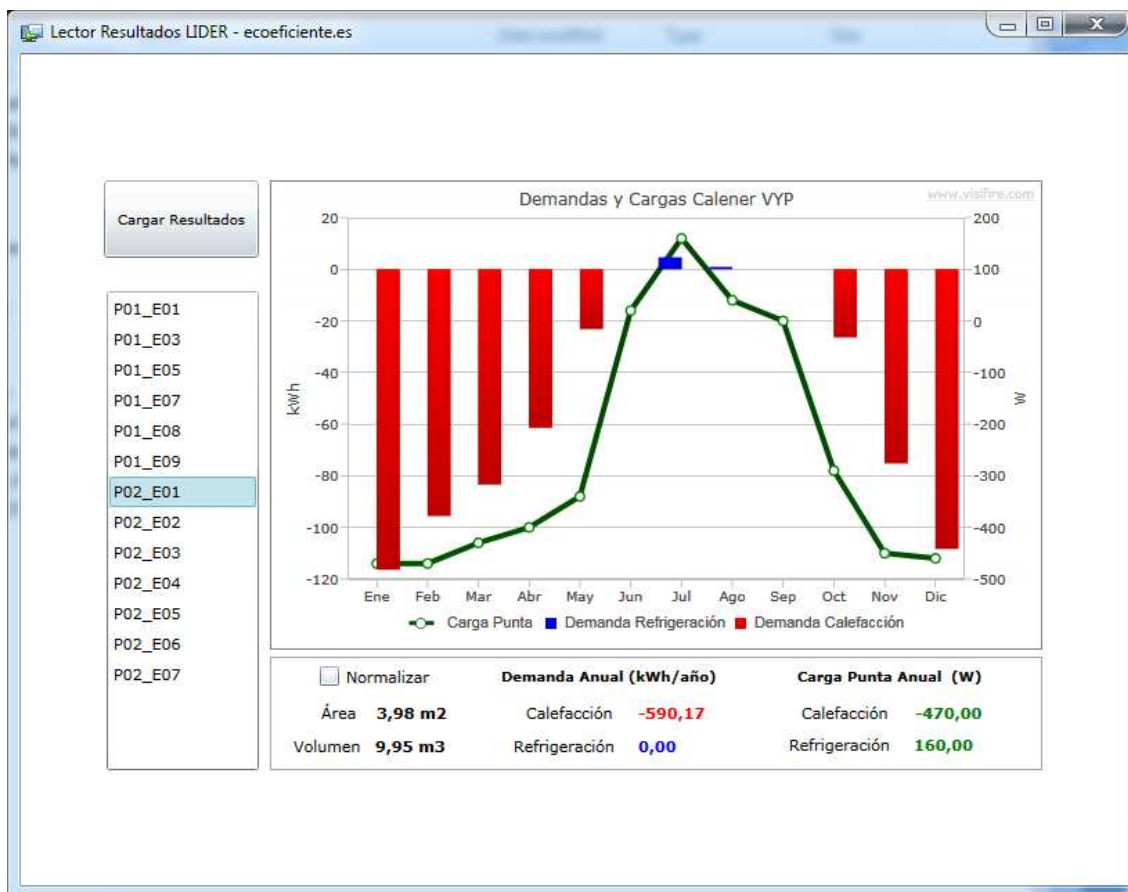 Lector Resultados LIDER - ecoeficiente.es
Date modified Type Size
Cargar Resultados
P01_E01
P01_E03
P01_E05
P01_E07
P01_E08
P01_E09
P02_E01
P02_E02
P02_E03
P02_E04
P02_E05
P02_E06
P02_E07
Demandas y Cargas Calener VYP
www.visifire.com
20
0
-20
-40
-60
-80
-100
-120
kWh
200
100
0
-100
-200
-300
-400
-500
W
Ene Feb Mar Abr May Jun Jul Ago Sep Oct Nov Dic
Carga Punta Demanda Refrigeración Demanda Calefacción
Normalizar Demanda Anual (kWh/año) Carga Punta Anual (W)
Área 3,98 m2 Calefacción -590,17 Calefacción -470,00
Volumen 9,95 m3 Refrigeración 0,00 Refrigeración 160,00